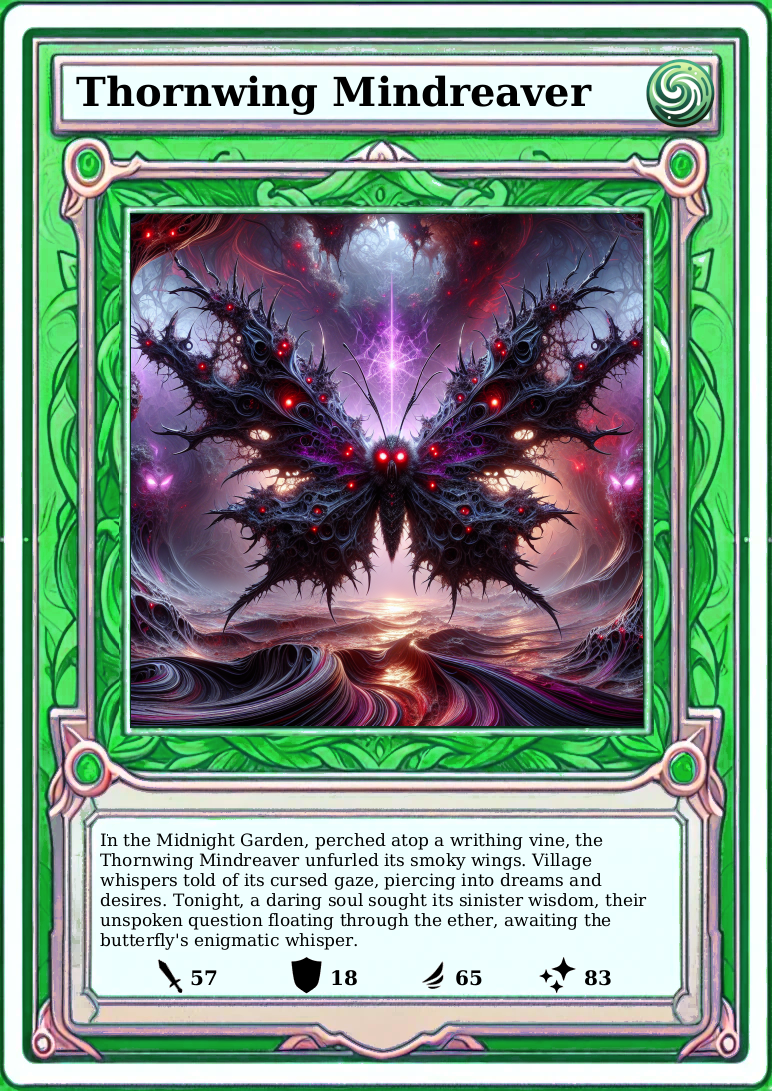 Thornwing Mindreaver
In the Midnight Garden, perched atop a writhing vine, the
Thornwing Mindreaver unfurled its smoky wings. Village
whispers told of its cursed gaze, piercing into dreams and
desires. Tonight, a daring soul sought its sinister wisdom, their
unspoken question floating through the ether, awaiting the
butterfly's enigmatic whisper.
57 18 65 83